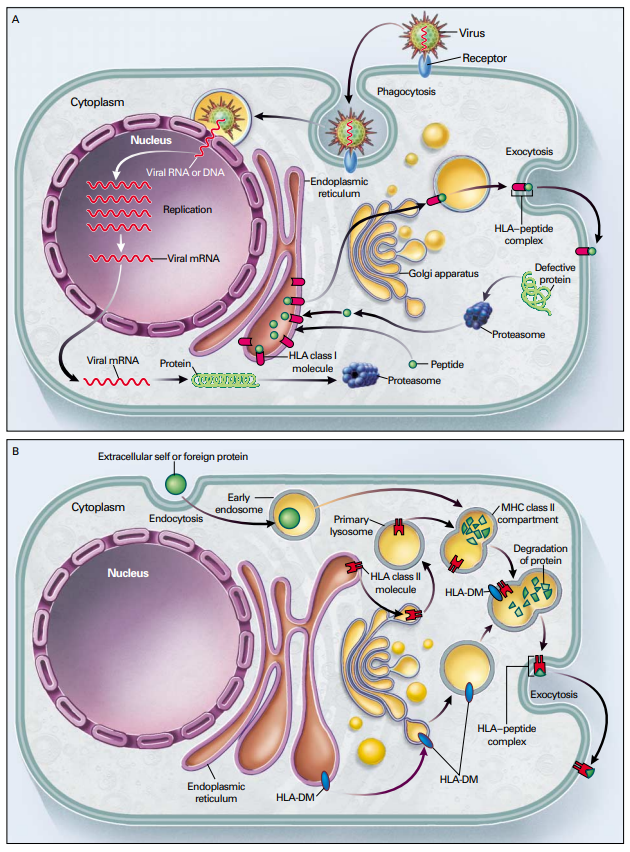 A
Virus
Receptor
Phagocytosis
Cytoplasm
Nucleus
Viral RNA or DNA
Replication
Viral mRNA
Endoplasmic
reticulum
Exocytosis
HLA–peptide
complex
Golgi apparatus
Defective
protein
Proteasome
HLA class I
molecule
Peptide
Viral mRNA
Protein
Proteasome
B
Extracellular self or foreign protein
Cytoplasm
Endocytosis
Early
endosome
Primary
lysosome
MHC class II
compartment
Degradation
of protein
Nucleus
HLA class II
molecule
HLA-DM
Exocytosis
HLA–peptide
complex
Endoplasmic
reticulum
HLA-DM
HLA-DM